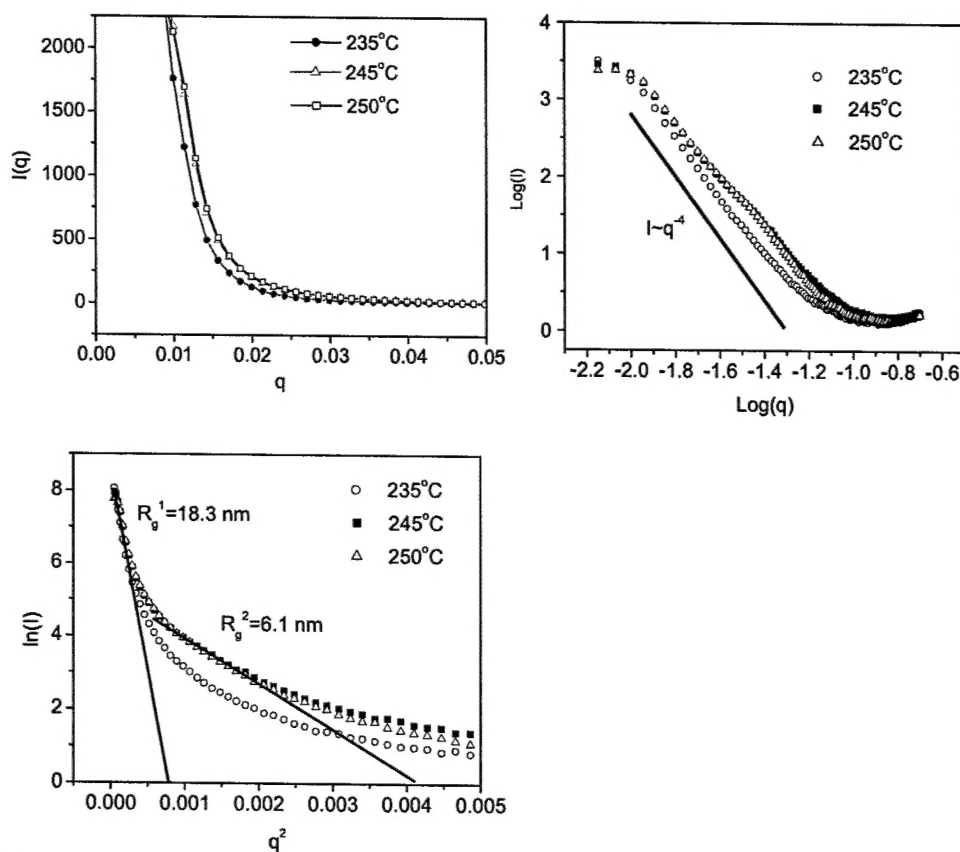 2000
1500
1000
500
0
I(q)
235°C
245°C
250°C
0.00 0.01 0.02 0.03 0.04 0.05
q
4
3
2
1
0
Log(I)
235°C
245°C
250°C
I~q⁻⁴
-2.2 -2.0 -1.8 -1.6 -1.4 -1.2 -1.0 -0.8 -0.6
Log(q)
8
6
4
2
0
ln(I)
R_g¹=18.3 nm
R_g²=6.1 nm
235°C
245°C
250°C
0.000 0.001 0.002 0.003 0.004 0.005
q²